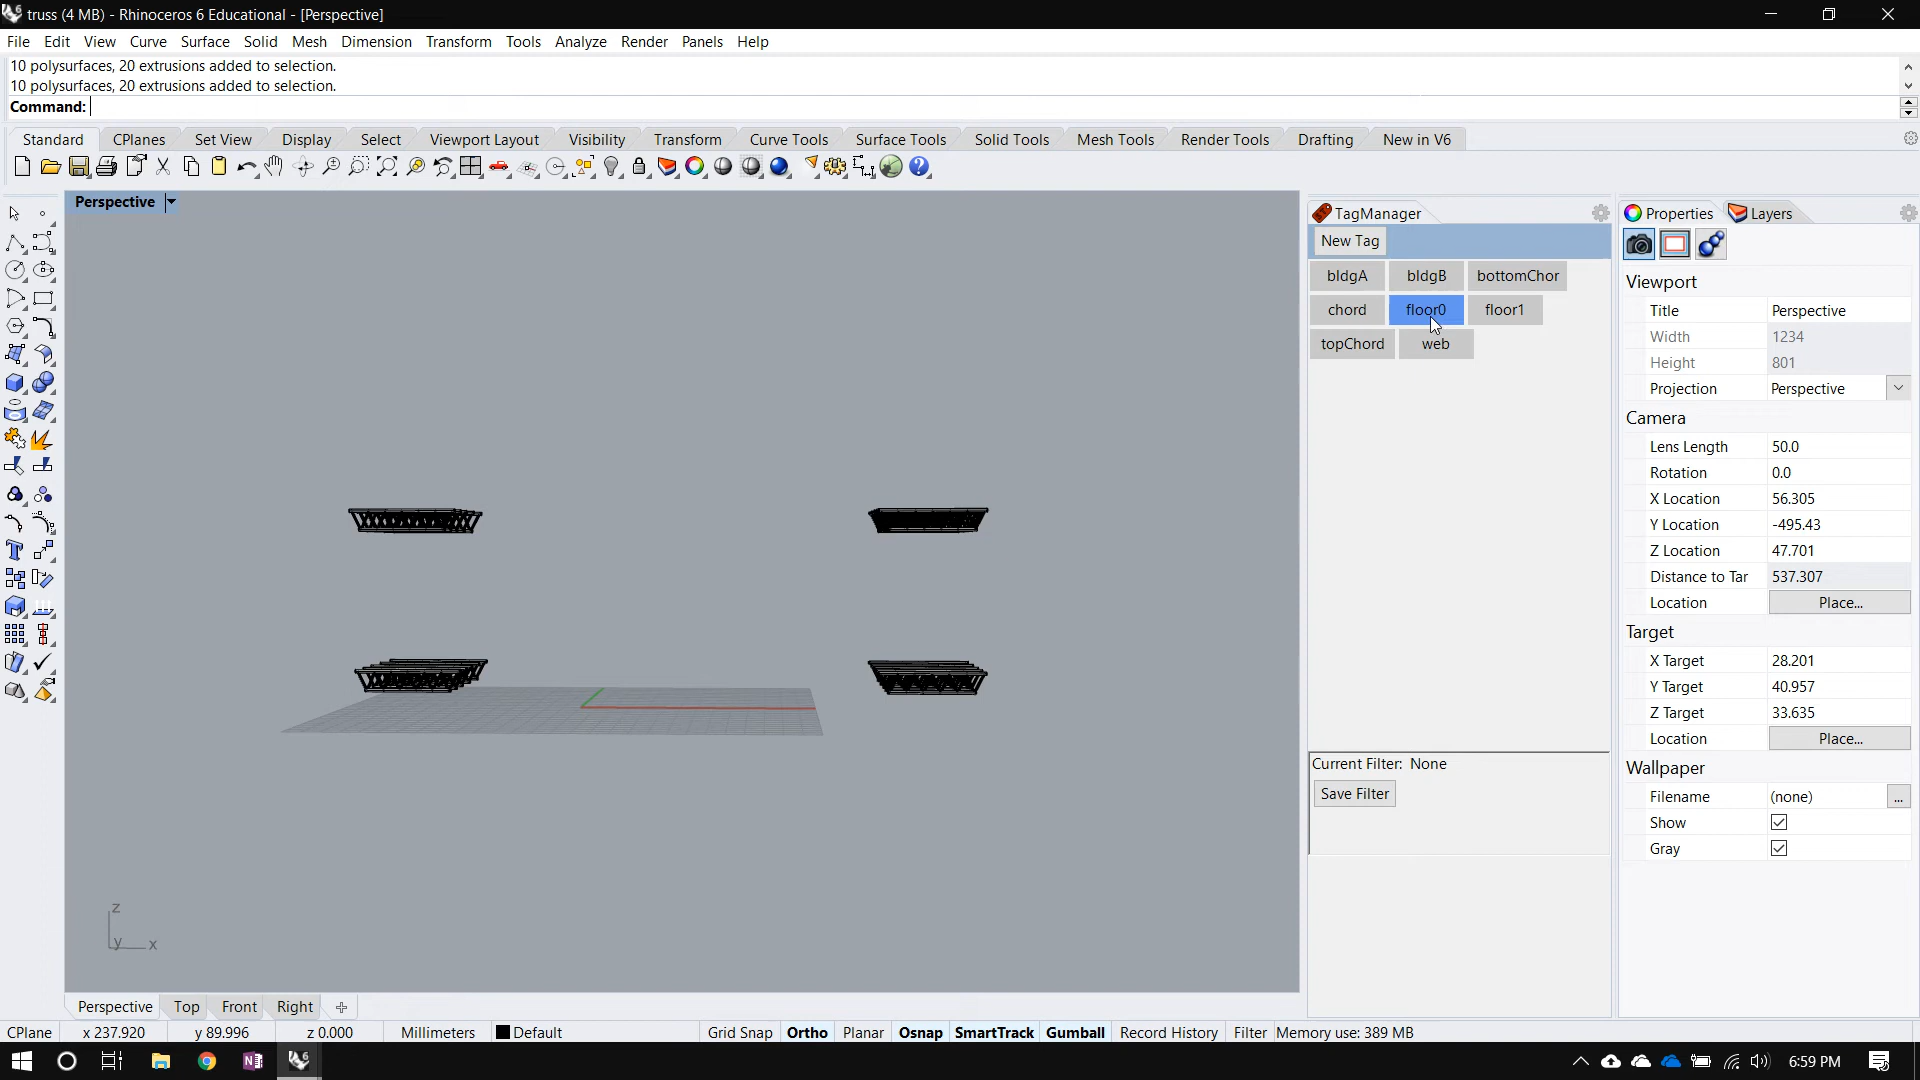 truss (4 MB) - Rhinoceros 6 Educational - [Perspective]
File Edit View Curve Surface Solid Mesh Dimension Transform Tools Analyze Render Panels Help
10 polysurfaces, 20 extrusions added to selection.
10 polysurfaces, 20 extrusions added to selection.
Command:
Standard CPlanes Set View Display Select Viewport Layout Visibility Transform Curve Tools Surface Tools Solid Tools Mesh Tools Render Tools Drafting New in V6
Perspective
TagManager
New Tag
bldgA bldgB bottomChor
chord floor0 floor1
topChord web
Current Filter: None
Save Filter
Properties Layers
Viewport
Title Perspective
Width 1234
Height 801
Projection Perspective
Camera
Lens Length 50.0
Rotation 0.0
X Location 56.305
Y Location -495.43
Z Location 47.701
Distance to Tar 537.307
Location Place...
Target
X Target 28.201
Y Target 40.957
Z Target 33.635
Location Place...
Wallpaper
Filename (none) ...
Show
Gray
z
y x
Perspective Top Front Right
CPlane x 237.920 y 89.996 z 0.000 Millimeters Default Grid Snap Ortho Planar Osnap SmartTrack Gumball Record History Filter Memory use: 389 MB
6:59 PM